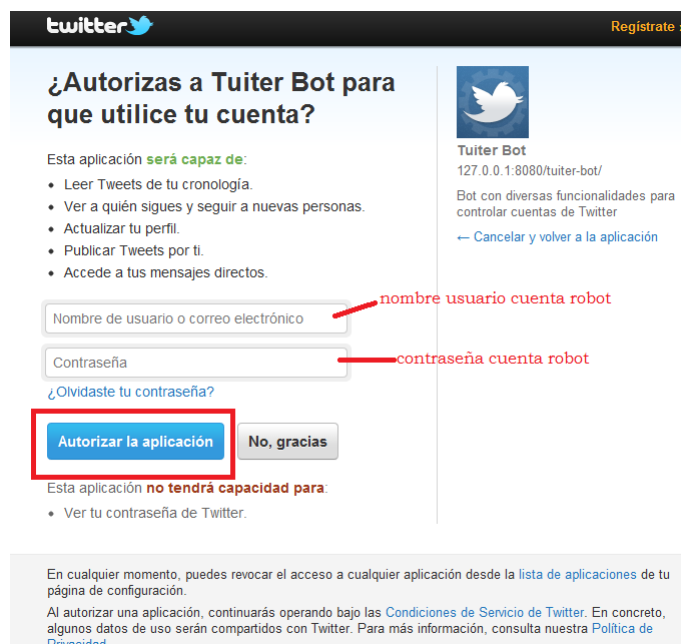 twitter
Regístrate
¿Autorizas a Tuiter Bot para
que utilice tu cuenta?
Esta aplicación será capaz de:
• Leer Tweets de tu cronología.
• Ver a quién sigues y seguir a nuevas personas.
• Actualizar tu perfil.
• Publicar Tweets por ti.
• Accede a tus mensajes directos.
Tuiter Bot
127.0.0.1:8080/tuiter-bot/
Bot con diversas funcionalidades para
controlar cuentas de Twitter
← Cancelar y volver a la aplicación
nombre usuario cuenta robot
Nombre de usuario o correo electrónico
contraseña cuenta robot
Contraseña
¿Olvidaste tu contraseña?
Autorizar la aplicación
No, gracias
Esta aplicación no tendrá capacidad para:
• Ver tu contraseña de Twitter.
En cualquier momento, puedes revocar el acceso a cualquier aplicación desde la lista de aplicaciones de tu
página de configuración.
Al autorizar una aplicación, continuarás operando bajo las Condiciones de Servicio de Twitter. En concreto,
algunos datos de uso serán compartidos con Twitter. Para más información, consulta nuestra Política de
Privacidad